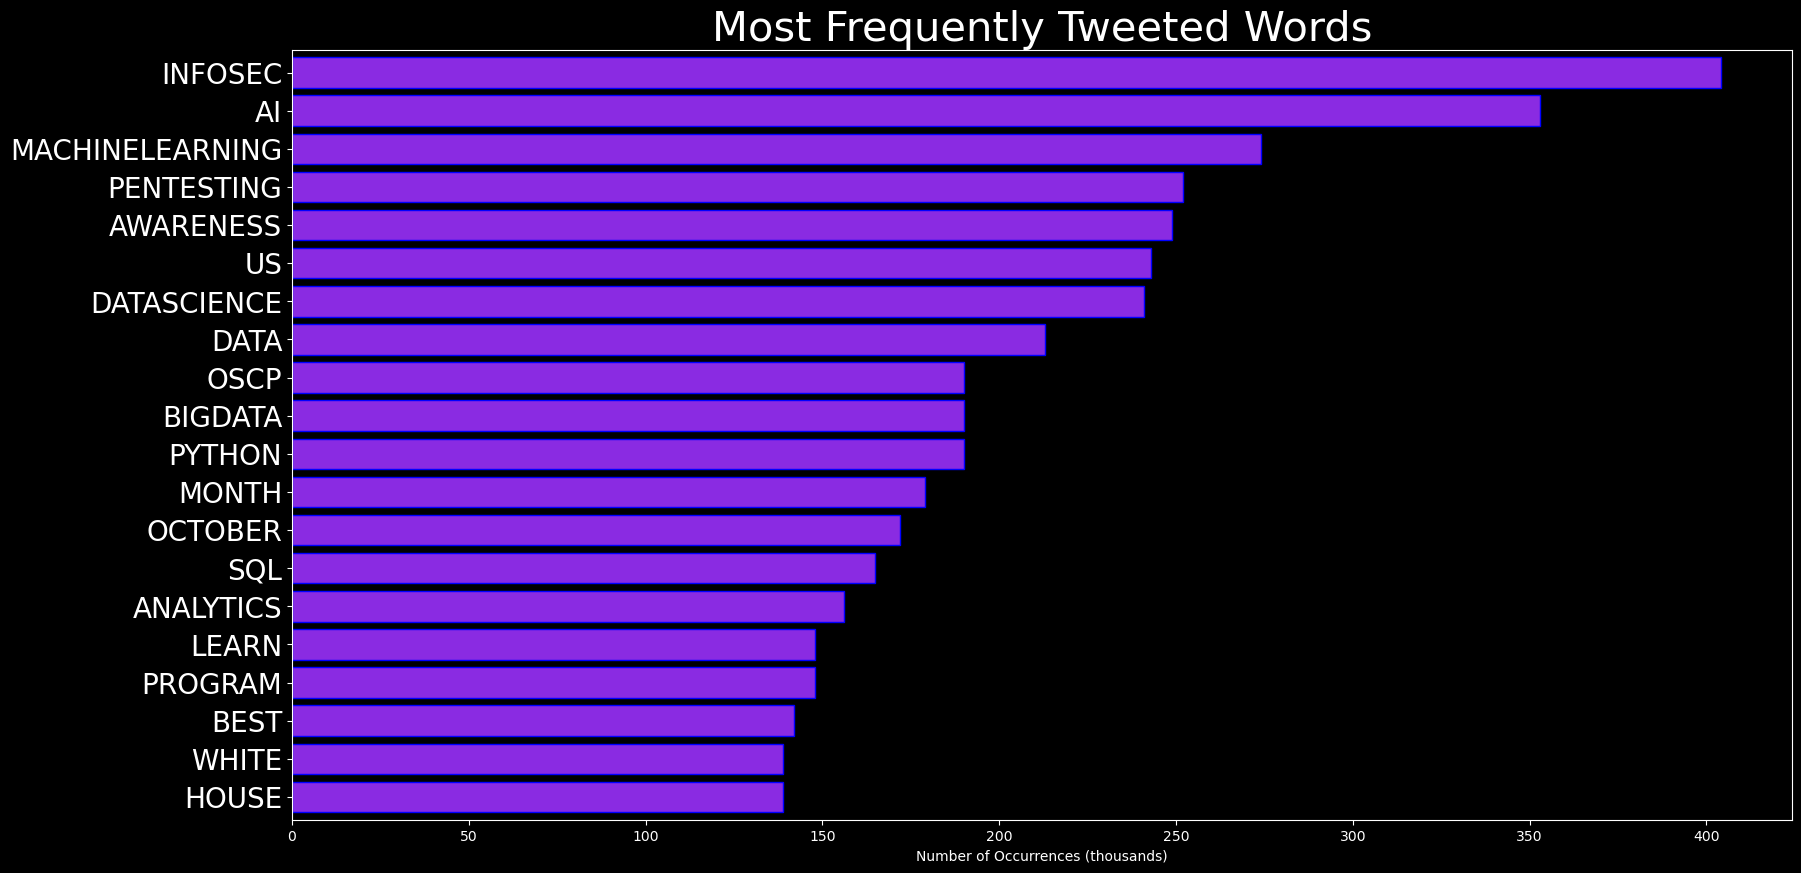 Most Frequently Tweeted Words
INFOSEC
AI
MACHINELEARNING
PENTESTING
AWARENESS
US
DATASCIENCE
DATA
OSCP
BIGDATA
PYTHON
MONTH
OCTOBER
SQL
ANALYTICS
LEARN
PROGRAM
BEST
WHITE
HOUSE
0 50 100 150 200 250 300 350 400
Number of Occurrences (thousands)